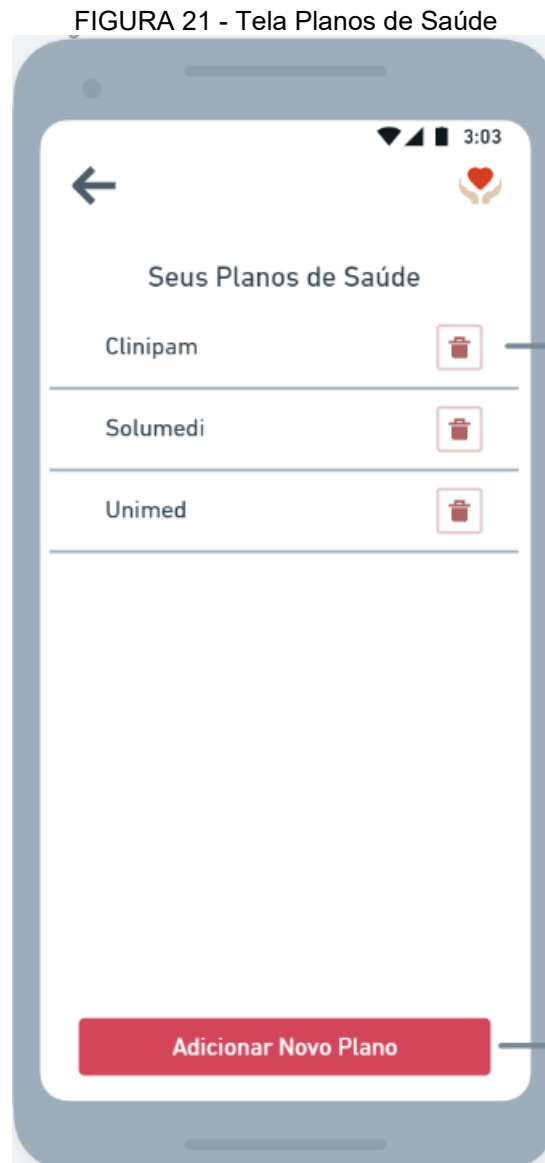 FIGURA 21 - Tela Planos de Saúde
3:03
Seus Planos de Saúde
Clinipam
Solumedi
Unimed
Adicionar Novo Plano